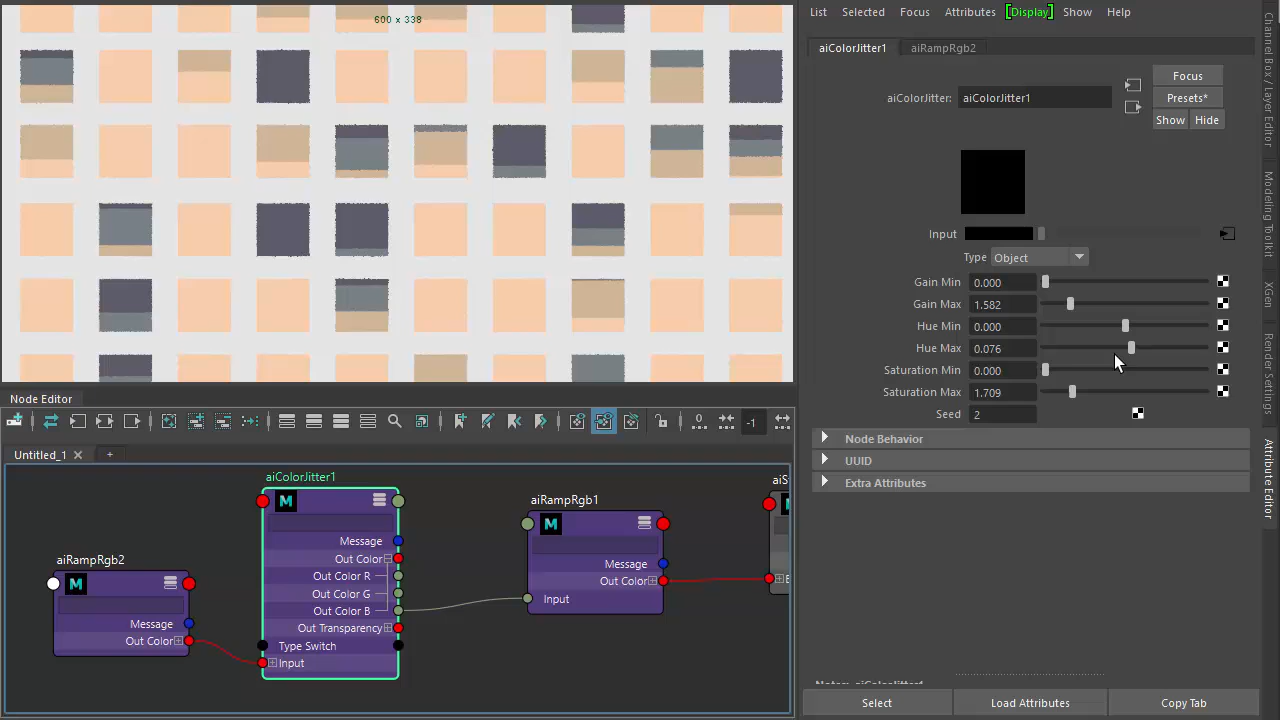 600 x 338
List Selected Focus Attributes [Display] Show Help
aiColorJitter1 aiRampRgb2
Focus
aiColorJitter: aiColorJitter1
Presets*
Show Hide
Input
Type Object
Gain Min 0.000
Gain Max 1.582
Hue Min 0.000
Hue Max 0.076
Saturation Min 0.000
Saturation Max 1.709
Seed 2
Node Behavior
UUID
Extra Attributes
Select Load Attributes Copy Tab
Channel Box / Layer Editor
Modeling Toolkit
XGen
Render Settings
Attribute Editor
Node Editor
.0. -1
Untitled_1 +
aiColorJitter1
M
Message
Out Color
Out Color R
Out Color G
Out Color B
Out Transparency
Type Switch
Input
aiRampRgb2
M
Message
Out Color
aiRampRgb1
M
Message
Out Color
Input
aiS